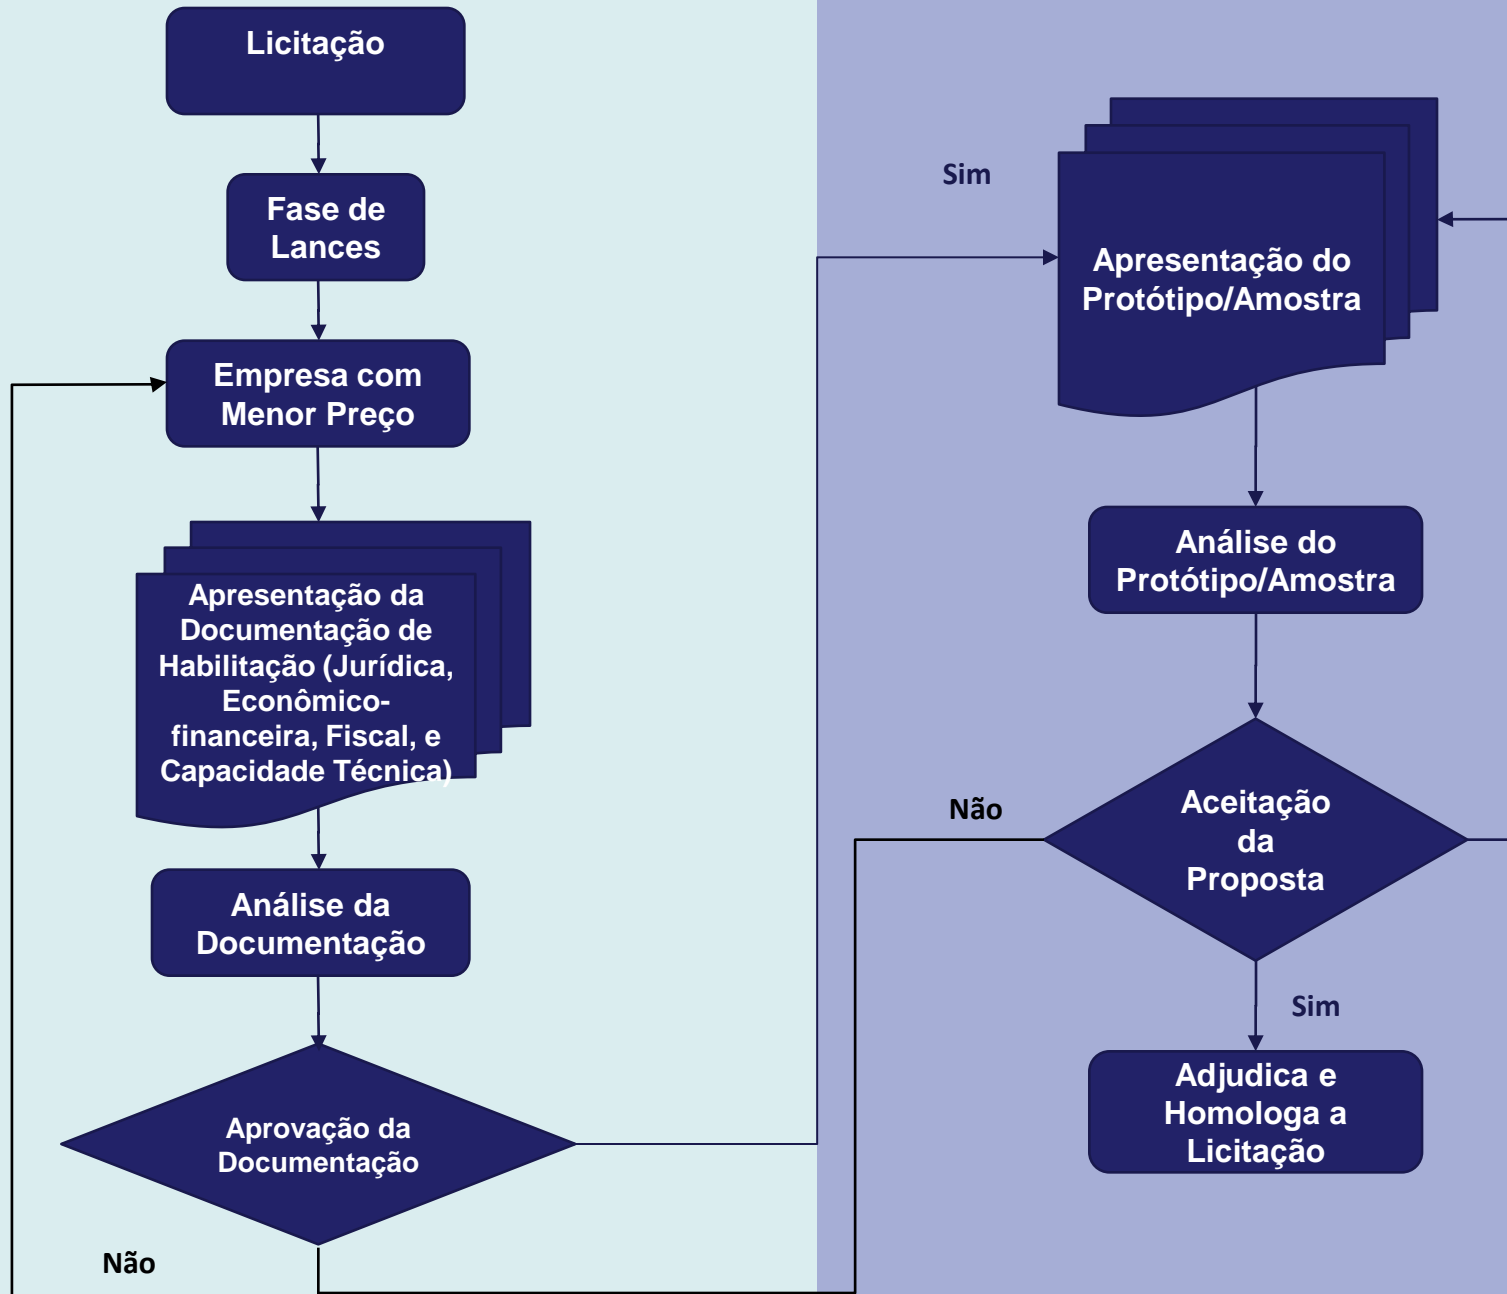 Licitação
Fase de
Lances
Empresa com
Menor Preço
Apresentação da
Documentação de
Habilitação (Jurídica,
Econômico-
financeira, Fiscal, e
Capacidade Técnica)
Análise da
Documentação
Aprovação da
Documentação
Não
Sim
Apresentação do
Protótipo/Amostra
Análise do
Protótipo/Amostra
Não
Aceitação
da
Proposta
Sim
Adjudica e
Homologa a
Licitação